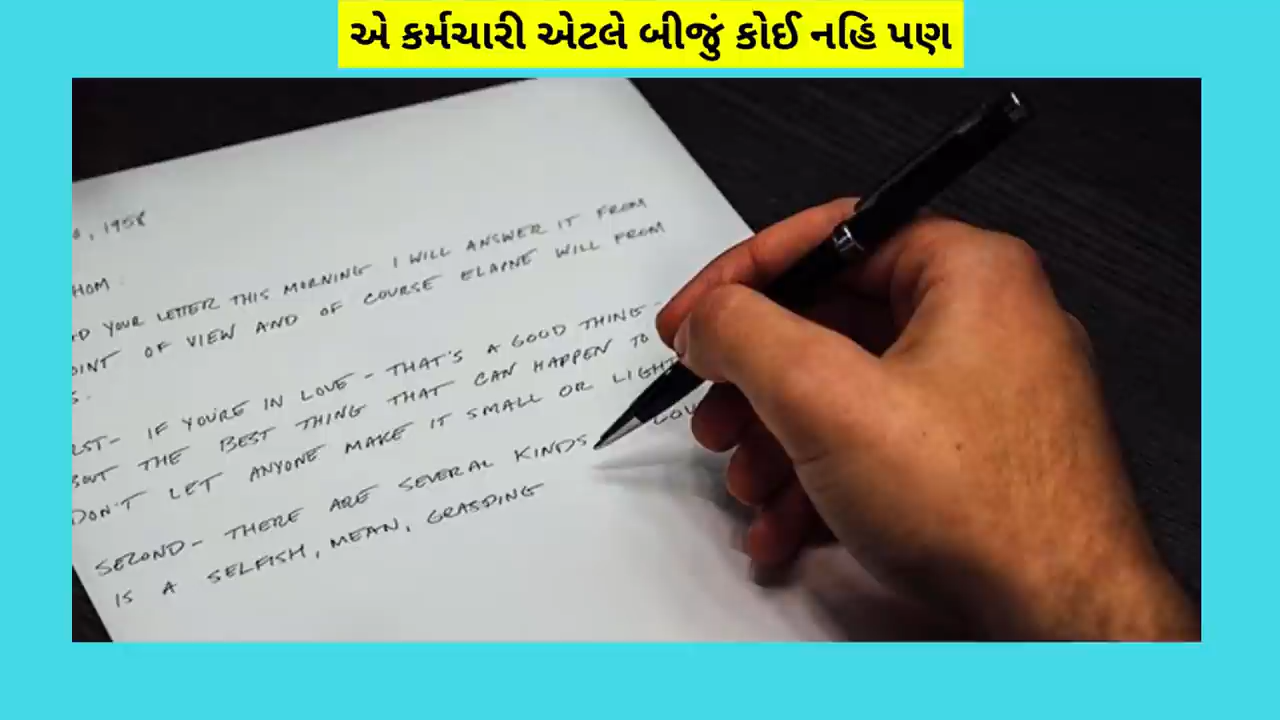 એ કર્મચારી એટલે બીજું કોઈ નહિ પણ
, 1958
HOM
YOUR LETTER THIS MORNING I WILL ANSWER IT FROM
OINT OF VIEW AND OF COURSE ELAINE WILL FROM
S.
RST- IF YOU'RE IN LOVE - THAT'S A GOOD THING -
BOUT THE BEST THING THAT CAN HAPPEN TO
DON'T LET ANYONE MAKE IT SMALL OR LIGHT
SECOND- THERE ARE SEVERAL KINDS
IS A SELFISH, MEAN, GRASPING